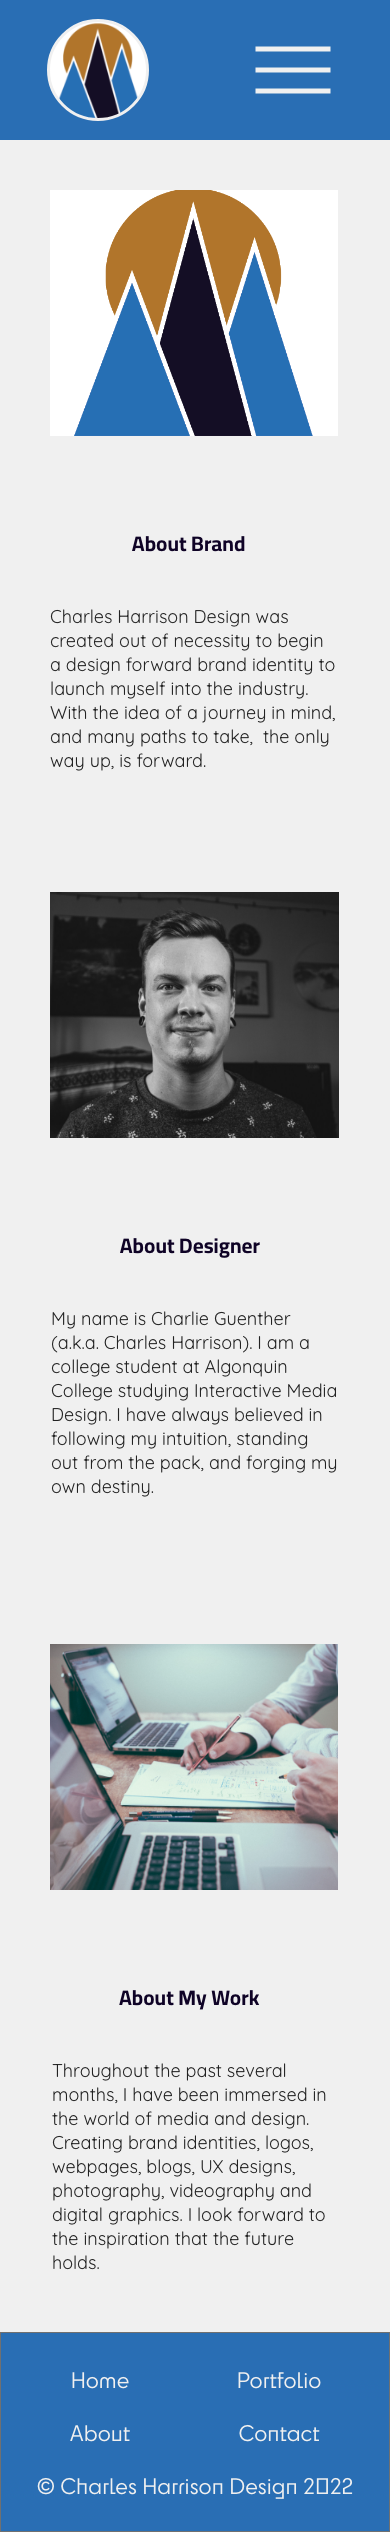 About Brand
Charles Harrison Design was
created out of necessity to begin
a design forward brand identity to
launch myself into the industry.
With the idea of a journey in mind,
and many paths to take,  the only
way up, is forward.
About Designer
My name is Charlie Guenther
(a.k.a. Charles Harrison). I am a
college student at Algonquin
College studying Interactive Media
Design. I have always believed in
following my intuition, standing
out from the pack, and forging my
own destiny.
About My Work
Throughout the past several
months, I have been immersed in
the world of media and design.
Creating brand identities, logos,
webpages, blogs, UX designs,
photography, videography and
digital graphics. I look forward to
the inspiration that the future
holds.
Home Portfolio
About Contact
© Charles Harrison Design 2▯22